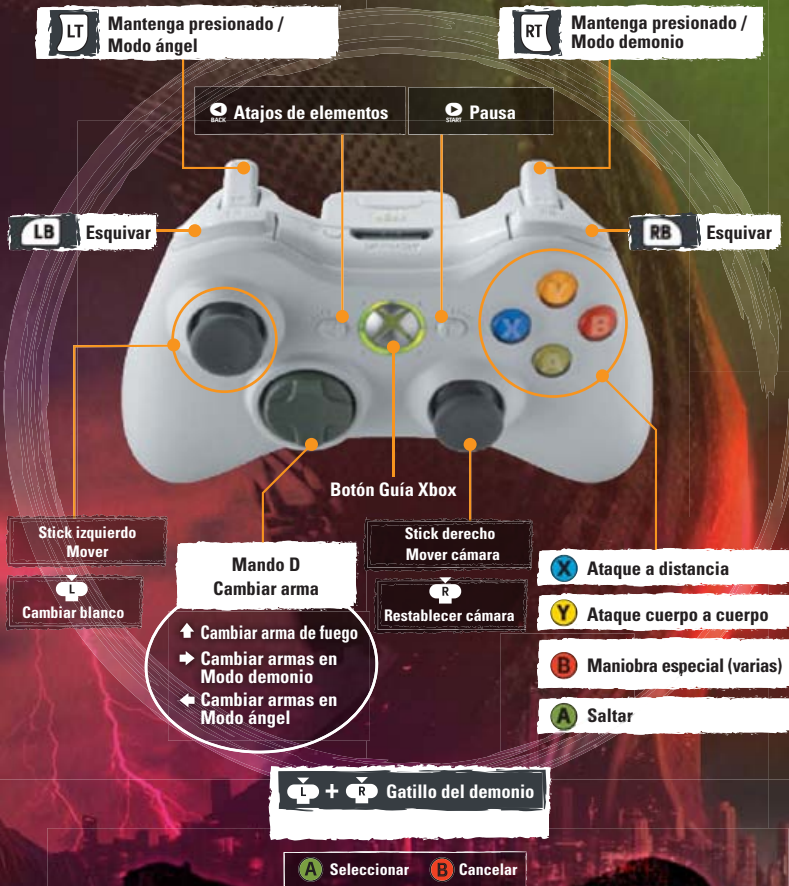 LT Mantenga presionado /
Modo ángel
RT Mantenga presionado /
Modo demonio
BACK Atajos de elementos
START Pausa
LB Esquivar
RB Esquivar
Y
X B
A
Botón Guía Xbox
Stick izquierdo
Mover
L
Cambiar blanco
Mando D
Cambiar arma
Cambiar arma de fuego
Cambiar armas en
Modo demonio
Cambiar armas en
Modo ángel
Stick derecho
Mover cámara
R
Restablecer cámara
X Ataque a distancia
Y Ataque cuerpo a cuerpo
B Maniobra especial (varias)
A Saltar
L + R Gatillo del demonio
A Seleccionar B Cancelar